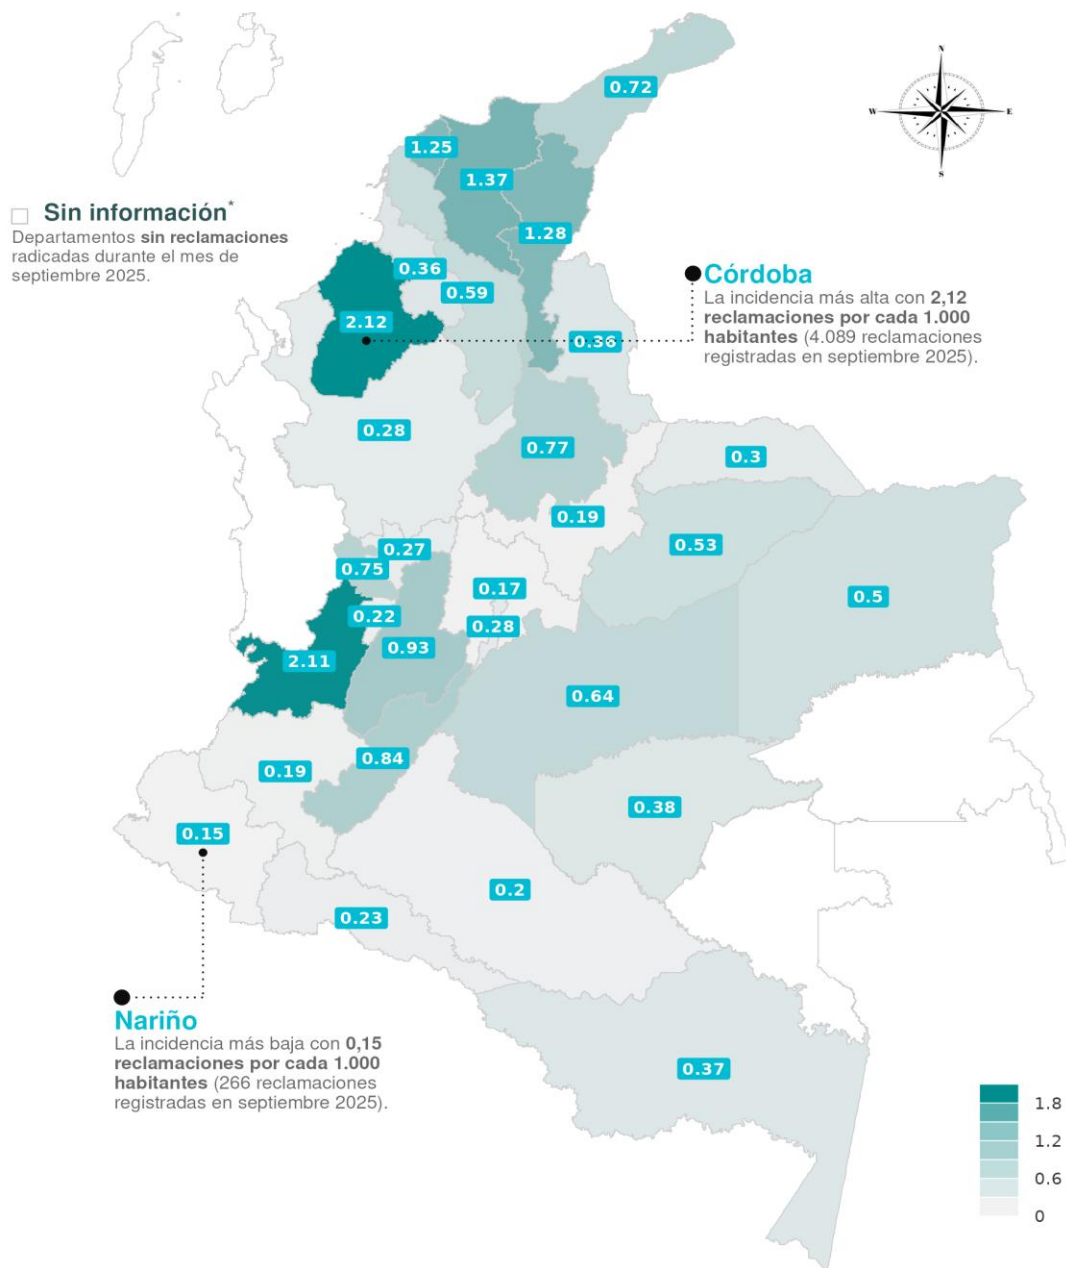 N
W
E
S
0.72
1.25
1.37
1.28
Sin información*
Departamentos sin reclamaciones
radicadas durante el mes de
septiembre 2025.
0.36
0.59
2.12
0.36
Córdoba
La incidencia más alta con 2,12
reclamaciones por cada 1.000
habitantes (4.089 reclamaciones
registradas en septiembre 2025).
0.28
0.77
0.3
0.19
0.53
0.27
0.75
0.17
0.5
0.22
0.28
0.93
2.11
0.64
0.84
0.19
0.38
0.15
0.2
0.23
Nariño
La incidencia más baja con 0,15
reclamaciones por cada 1.000
habitantes (266 reclamaciones
registradas en septiembre 2025).
0.37
1.8
1.2
0.6
0